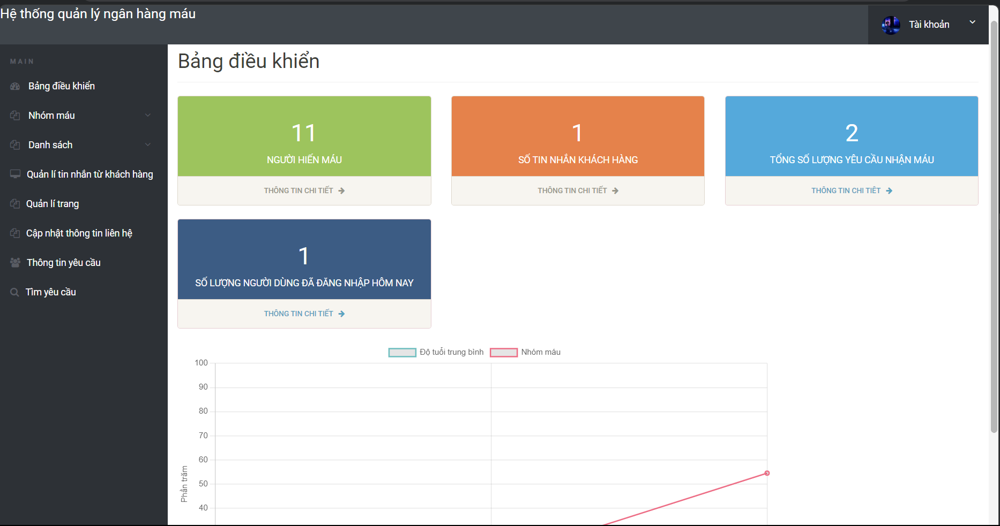 Hệ thống quản lý ngân hàng máu
Tài khoản
MAIN
Bảng điều khiển
Nhóm máu
Danh sách
Quản lí tin nhắn từ khách hàng
Quản lí trang
Cập nhật thông tin liên hệ
Thông tin yêu cầu
Tìm yêu cầu
Bảng điều khiển
11
NGƯỜI HIẾN MÁU
THÔNG TIN CHI TIẾT
1
SỐ TIN NHẮN KHÁCH HÀNG
THÔNG TIN CHI TIẾT
2
TỔNG SỐ LƯỢNG YÊU CẦU NHẬN MÁU
THÔNG TIN CHI TIẾT
1
SỐ LƯỢNG NGƯỜI DÙNG ĐÃ ĐĂNG NHẬP HÔM NAY
THÔNG TIN CHI TIẾT
Độ tuổi trung bình
Nhóm máu
100
90
80
70
60
50
40
Phần trăm